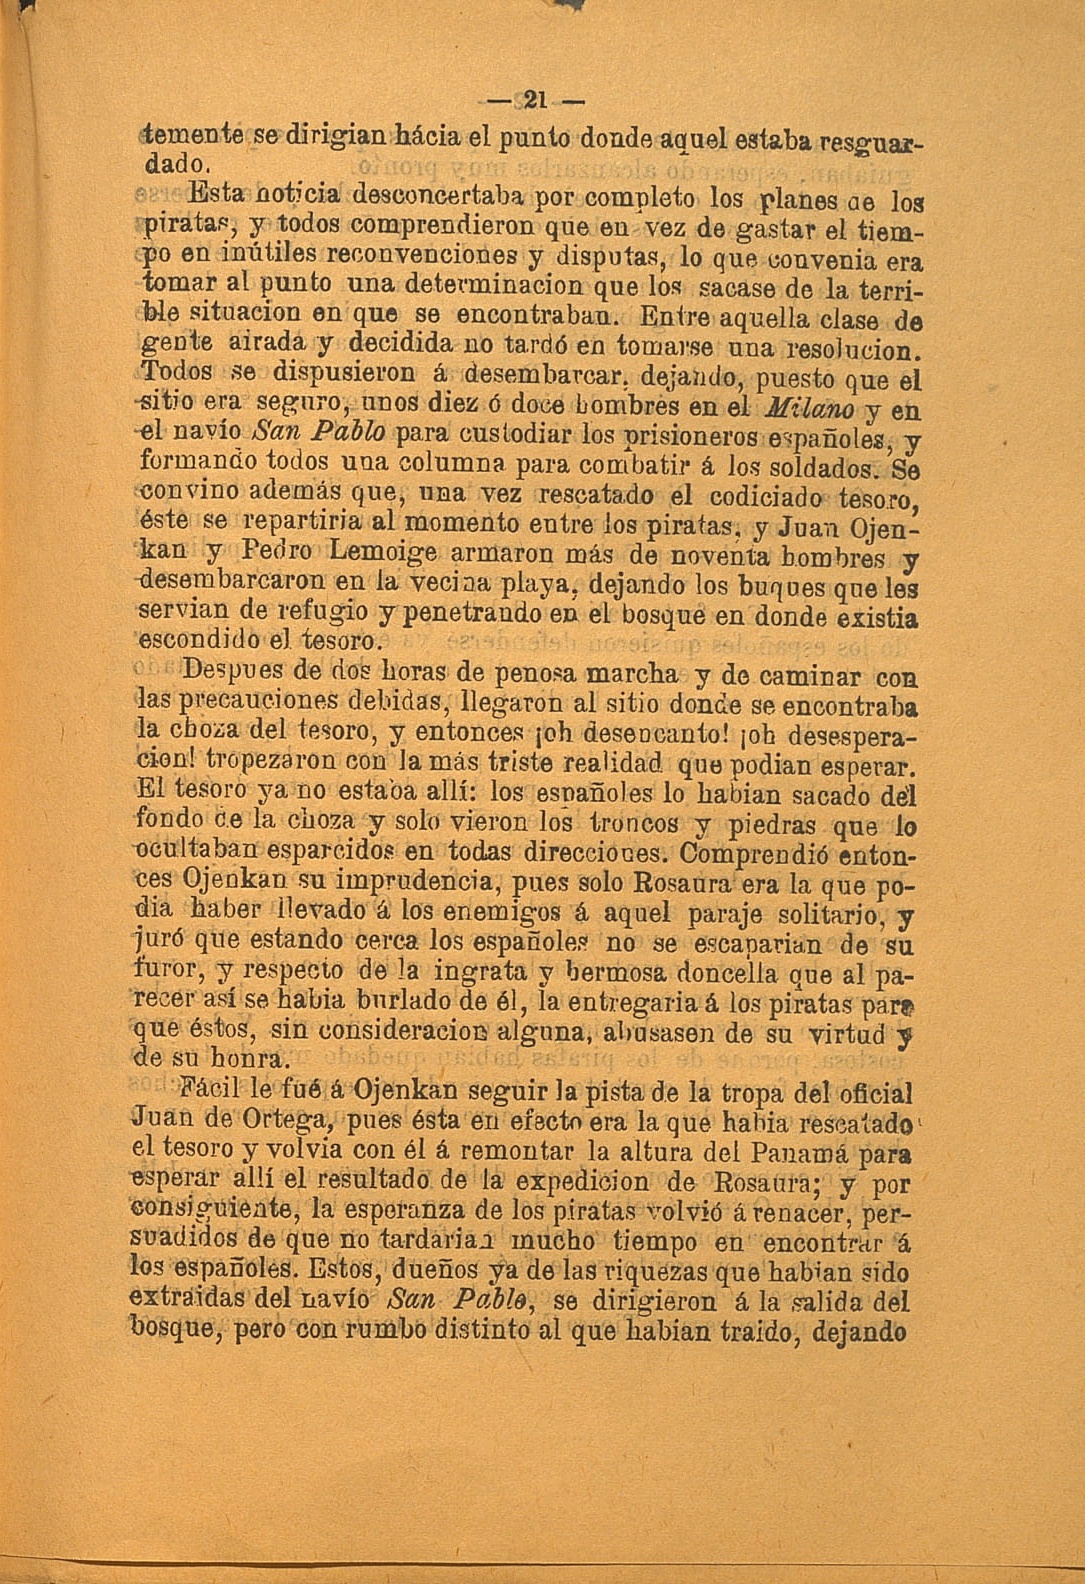 — 21 —
temente se dirigian hácia el punto donde aquel estaba resguar-
dado.
Esta noticia desconcertaba por completo los planes de los
piratas, y todos comprendieron que en vez de gastar el tiem-
po en inútiles reconvenciones y disputas, lo que convenia era
tomar al punto una determinacion que los sacase de la terri-
ble situacion en que se encontraban. Entre aquella clase de
gente airada y decidida no tardó en tomarse una resolucion.
Todos se dispusieron á desembarcar, dejando, puesto que el
sitio era seguro, unos diez ó doce hombres en el Milano y en
el navío San Pablo para custodiar los prisioneros españoles, y
formando todos una columna para combatir á los soldados. Se
convino además que, una vez rescatado el codiciado tesoro,
éste se repartiria al momento entre los piratas, y Juan Ojen-
kan y Pedro Lemoige armaron más de noventa hombres y
desembarcaron en la vecina playa, dejando los buques que les
servian de refugio y penetrando en el bosque en donde existia
escondido el tesoro.
Despues de dos horas de penosa marcha y de caminar con
las precauciones debidas, llegaron al sitio donde se encontraba
la choza del tesoro, y entonces ¡oh desencanto! ¡oh desespera-
cion! tropezaron con la más triste realidad que podian esperar.
El tesoro ya no estaba allí: los españoles lo habian sacado del
fondo de la choza y solo vieron los troncos y piedras que lo
ocultaban esparcidos en todas direcciones. Comprendió enton-
ces Ojenkan su imprudencia, pues solo Rosaura era la que po-
dia haber llevado á los enemigos á aquel paraje solitario, y
juró que estando cerca los españoles no se escaparian de su
furor, y respecto de la ingrata y hermosa doncella que al pa-
recer así se habia burlado de él, la entregaria á los piratas para
que éstos, sin consideracion alguna, abusasen de su virtud y
de su honra.
Fácil le fué á Ojenkan seguir la pista de la tropa del oficial
Juan de Ortega, pues ésta en efecto era la que habia rescatado
el tesoro y volvia con él á remontar la altura del Panamá para
esperar allí el resultado de la expedicion de Rosaura; y por
consiguiente, la esperanza de los piratas volvió á renacer, per-
suadidos de que no tardarian mucho tiempo en encontrar á
los españoles. Estos, dueños ya de las riquezas que habian sido
extraidas del navío San Pablo, se dirigieron á la salida del
bosque, pero con rumbo distinto al que habian traido, dejando